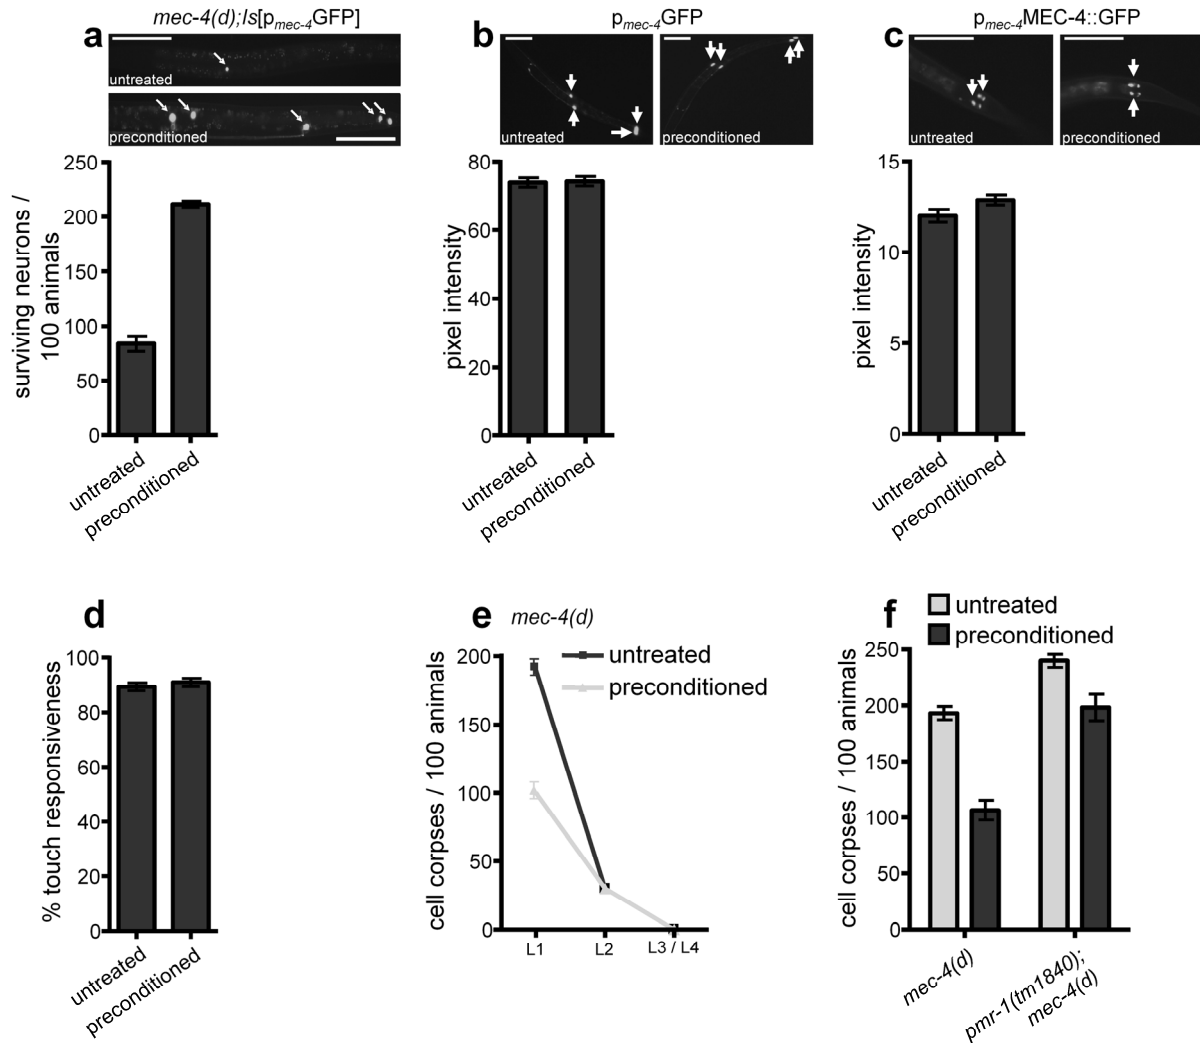 a
mec-4(d);Is[pmec-4GFP]
untreated
preconditioned
surviving neurons /
100 animals
250
200
150
100
50
0
untreated
preconditioned
b
pmec-4GFP
untreated
preconditioned
pixel intensity
80
60
40
20
0
untreated
preconditioned
c
pmec-4MEC-4::GFP
untreated
preconditioned
pixel intensity
15
10
5
0
untreated
preconditioned
d
% touch responsiveness
100
80
60
40
20
0
untreated
preconditioned
e
mec-4(d)
untreated
preconditioned
cell corpses / 100 animals
200
150
100
50
0
L1
L2
L3 / L4
f
untreated
preconditioned
cell corpses / 100 animals
250
200
150
100
50
0
mec-4(d)
pmr-1(tm1840);
mec-4(d)